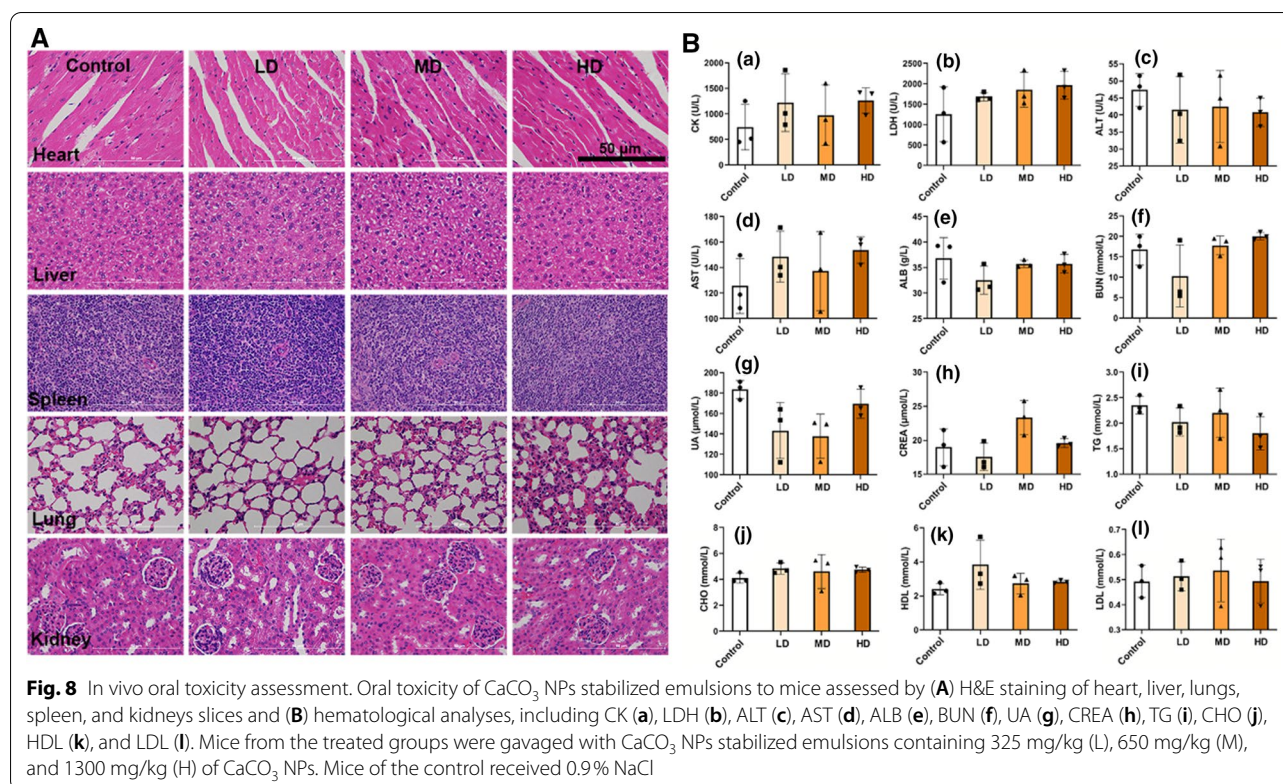 A
Control LD MD HD
Heart
50 µm
Liver
Spleen
Lung
Kidney
B
(a)
CK (U/L)
2000
1500
1000
500
0
Control LD MD HD
(b)
LDH (U/L)
2500
2000
1500
1000
500
0
Control LD MD HD
(c)
ALT (U/L)
55
50
45
40
35
30
Control LD MD HD
(d)
AST (U/L)
180
160
140
120
100
Control LD MD HD
(e)
ALB (g/L)
45
40
35
30
25
Control LD MD HD
(f)
BUN (mmol/L)
30
20
10
0
Control LD MD HD
(g)
UA (µmol/L)
200
180
160
140
120
100
Control LD MD HD
(h)
CREA (µmol/L)
30
27
24
21
18
15
Control LD MD HD
(i)
TG (mmol/L)
3.0
2.5
2.0
1.5
1.0
Control LD MD HD
(j)
CHO (mmol/L)
8
6
4
2
0
Control LD MD HD
(k)
HDL (mmol/L)
6
4
2
0
Control LD MD HD
(l)
LDL (mmol/L)
0.7
0.6
0.5
0.4
0.3
Control LD MD HD
Fig. 8 In vivo oral toxicity assessment. Oral toxicity of CaCO₃ NPs stabilized emulsions to mice assessed by (A) H&E staining of heart, liver, lungs,
spleen, and kidneys slices and (B) hematological analyses, including CK (a), LDH (b), ALT (c), AST (d), ALB (e), BUN (f), UA (g), CREA (h), TG (i), CHO (j),
HDL (k), and LDL (l). Mice from the treated groups were gavaged with CaCO₃ NPs stabilized emulsions containing 325 mg/kg (L), 650 mg/kg (M),
and 1300 mg/kg (H) of CaCO₃ NPs. Mice of the control received 0.9% NaCl